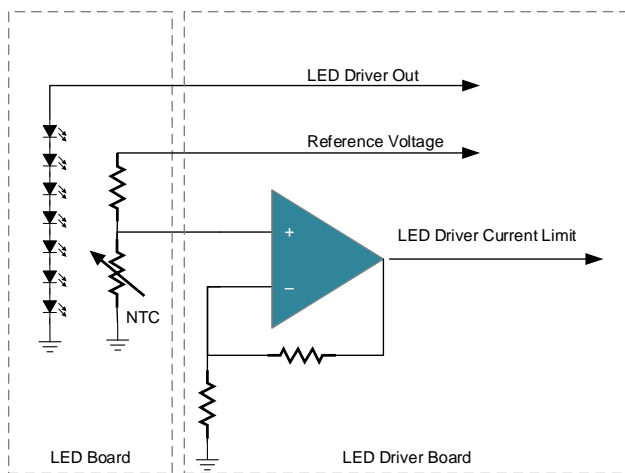 LED Driver Out
Reference Voltage
+
LED Driver Current Limit
−
NTC
LED Board
LED Driver Board